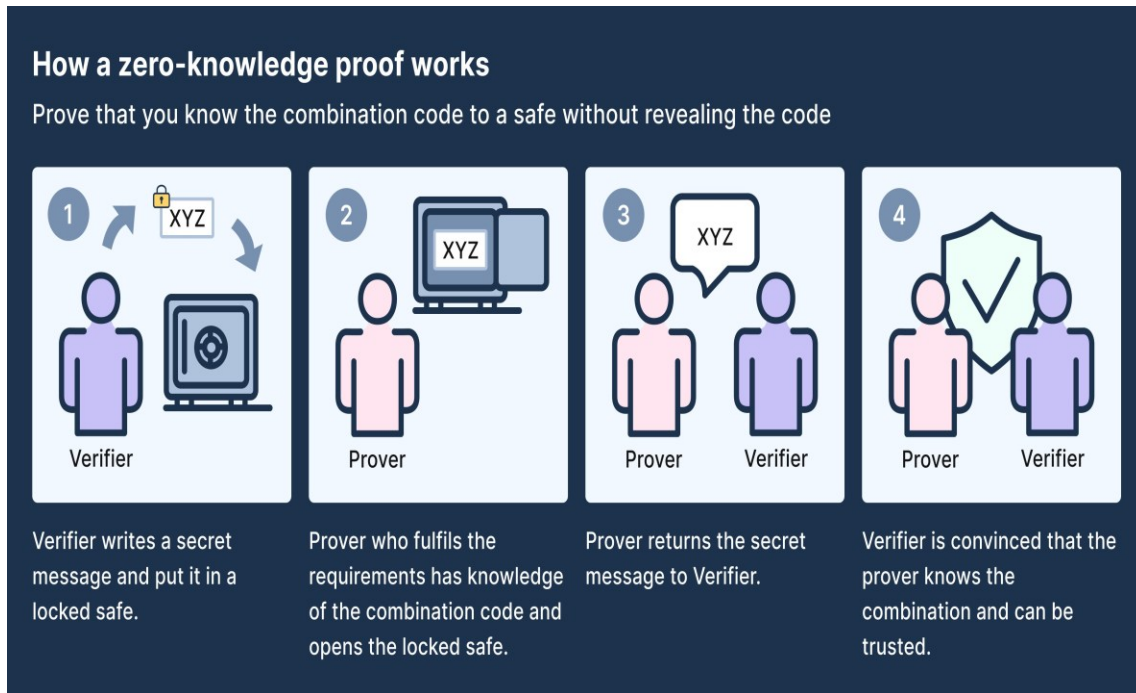 How a zero-knowledge proof works
Prove that you know the combination code to a safe without revealing the code
1
XYZ
Verifier
2
XYZ
Prover
3
XYZ
Prover
Verifier
4
Prover
Verifier
Verifier writes a secret
message and put it in a
locked safe.
Prover who fulfils the
requirements has knowledge
of the combination code and
opens the locked safe.
Prover returns the secret
message to Verifier.
Verifier is convinced that the
prover knows the
combination and can be
trusted.